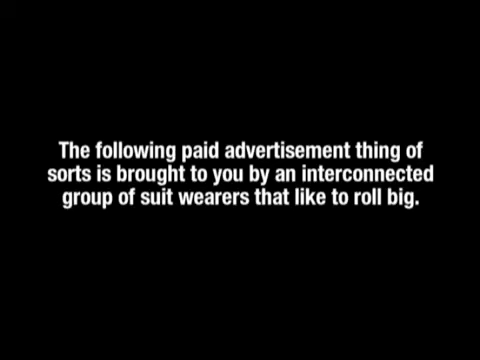 The following paid advertisement thing of
sorts is brought to you by an interconnected
group of suit wearers that like to roll big.